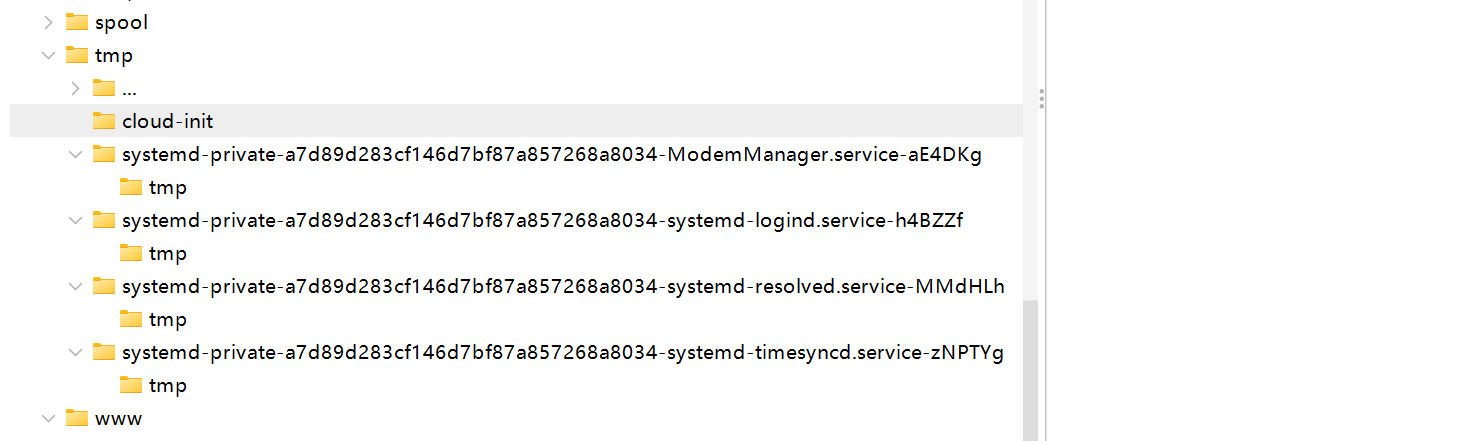 spool
tmp
...
cloud-init
systemd-private-a7d89d283cf146d7bf87a857268a8034-ModemManager.service-aE4DKg
tmp
systemd-private-a7d89d283cf146d7bf87a857268a8034-systemd-logind.service-h4BZZf
tmp
systemd-private-a7d89d283cf146d7bf87a857268a8034-systemd-resolved.service-MMdHLh
tmp
systemd-private-a7d89d283cf146d7bf87a857268a8034-systemd-timesyncd.service-zNPTYg
tmp
www